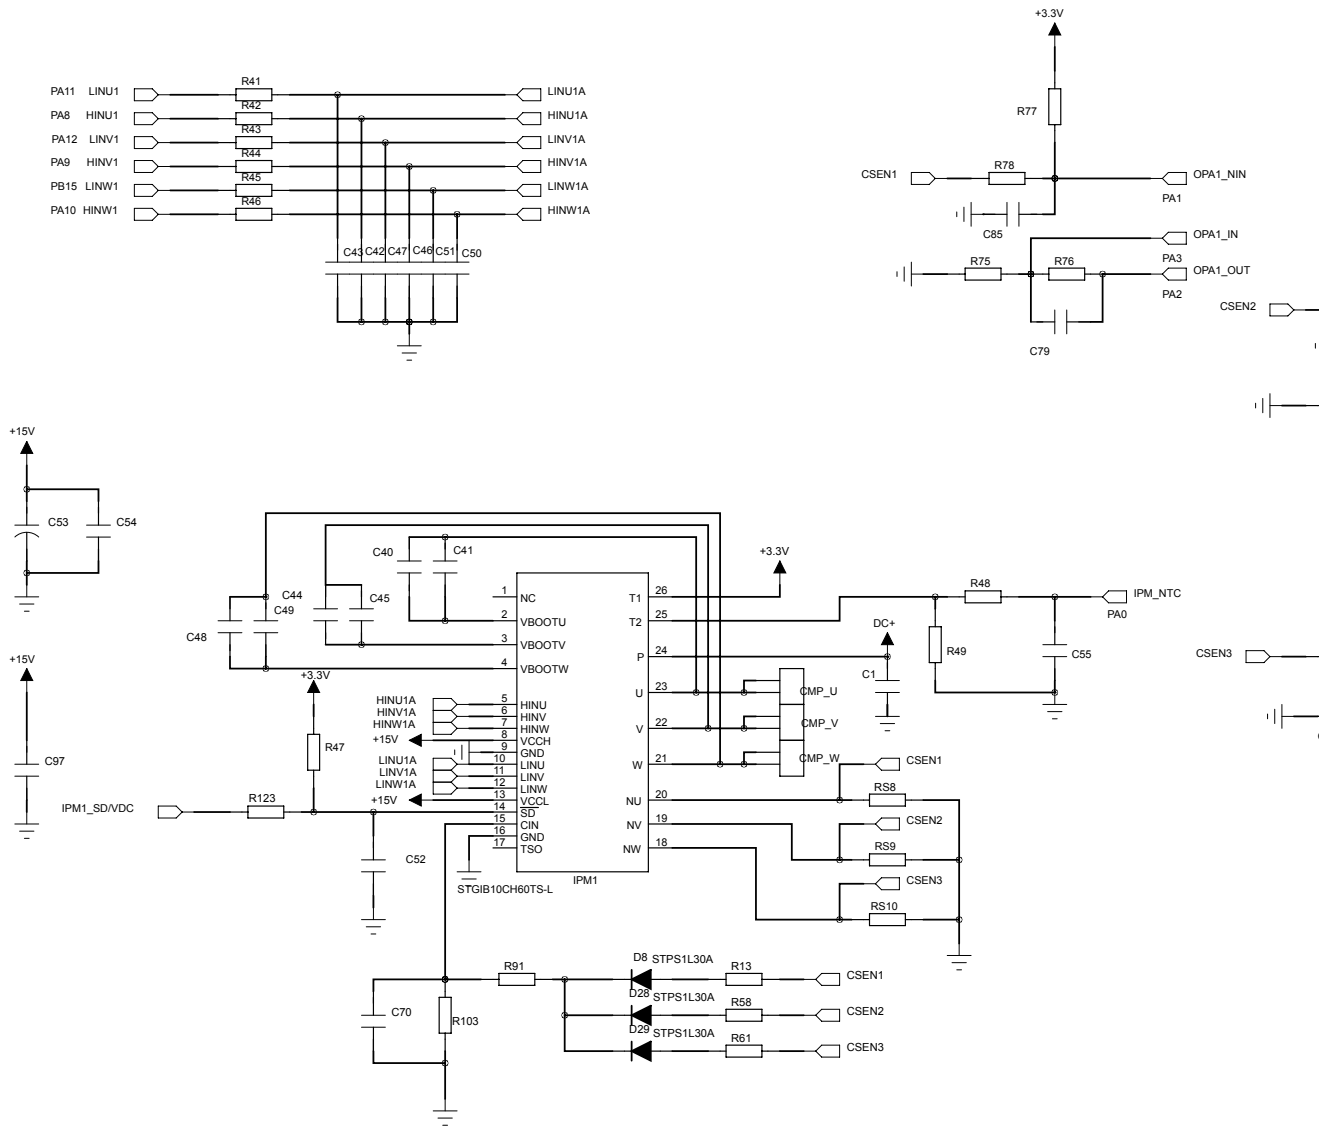 +3.3V
R77
R41
PA11 LINU1
LINU1A
R42
PA8 HINU1
HINU1A
R43
PA12 LINV1
LINV1A
R44
PA9 HINV1
HINV1A
R45
PB15 LINW1
LINW1A
R46
PA10 HINW1
HINW1A
C43 C42 C47 C46 C51 C50
CSEN1
R78
OPA1_NIN
PA1
C85
OPA1_IN
PA3
R75
R76
OPA1_OUT
PA2
C79
CSEN2
+15V
C53
C54
+15V
C97
C40
C41
C44
C45
C49
C48
+3.3V
R47
IPM1_SD/VDC
R123
C52
HINU1A
HINV1A
HINW1A
+15V
LINU1A
LINV1A
LINW1A
+15V
1 NC
2 VBOOTU
3 VBOOTV
4 VBOOTW
5 HINU
6 HINV
7 HINW
8 VCCH
9 GND
10 LINU
11 LINV
12 LINW
13 VCCL
14 SD
15 CIN
16 GND
17 TSO
T1 26
T2 25
P 24
U 23
V 22
W 21
NU 20
NV 19
NW 18
IPM1
STGIB10CH60TS-L
+3.3V
DC+
C1
R48
IPM_NTC
PA0
R49
C55
CMP_U
CMP_V
CMP_W
CSEN1
RS8
CSEN2
RS9
CSEN3
RS10
CSEN3
R91
D8 STPS1L30A
R13
CSEN1
D28 STPS1L30A
R58
CSEN2
D29 STPS1L30A
R61
CSEN3
C70
R103